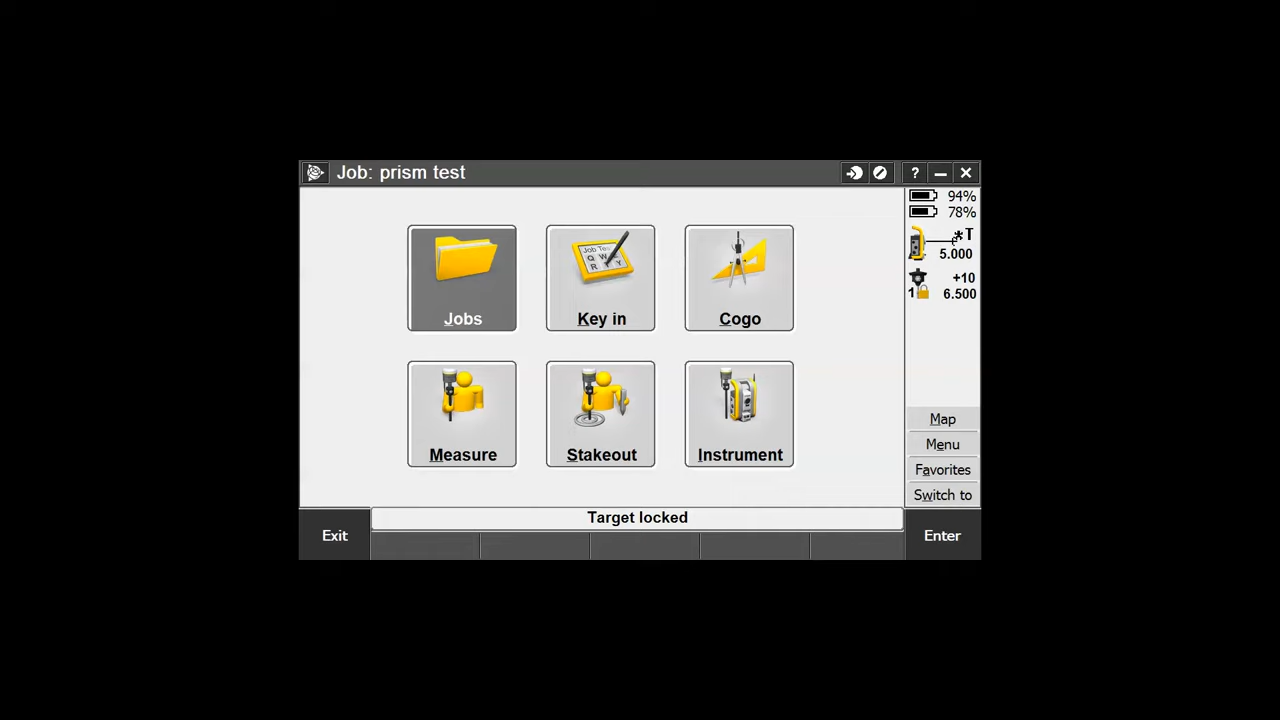 Job: prism test
?
94%
78%
*T
5.000
+10
1
6.500
Jobs
Key in
Cogo
Measure
Stakeout
Instrument
Map
Menu
Favorites
Switch to
Target locked
Exit
Enter